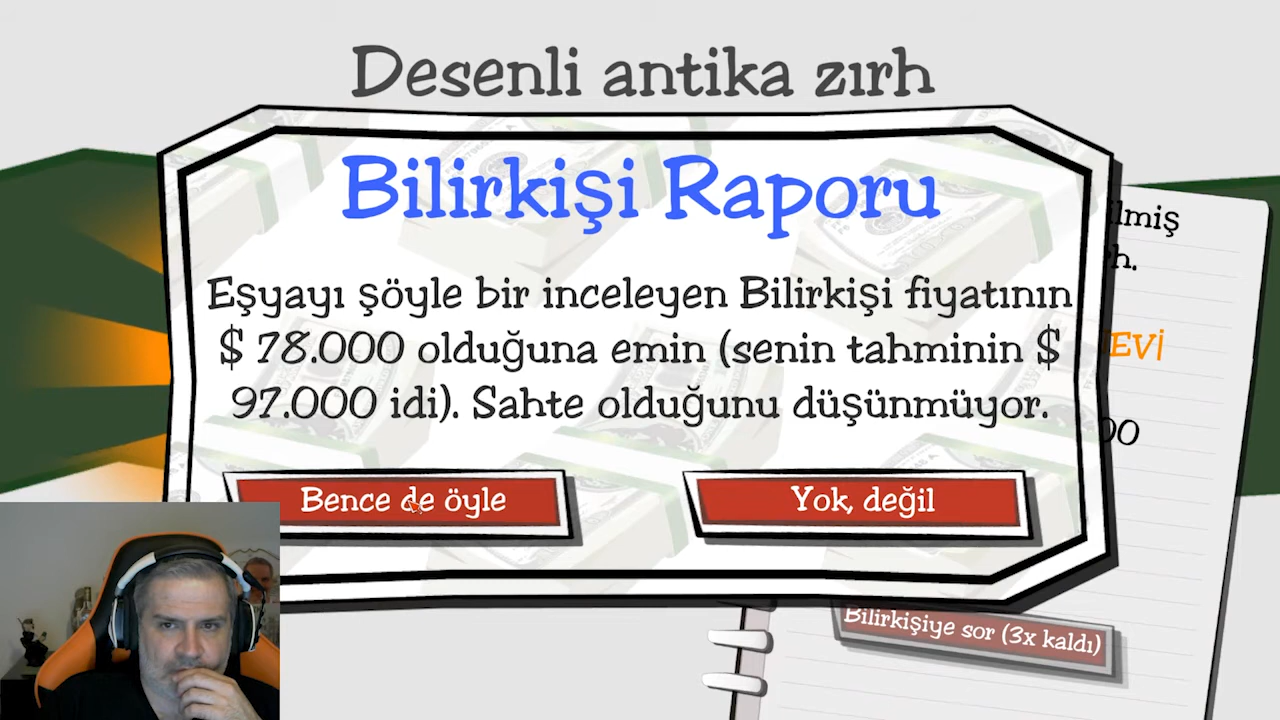 Desenli antika zırh
Bilirkişi Raporu
Eşyayı şöyle bir inceleyen Bilirkişi fiyatının
$ 78.000 olduğuna emin (senin tahminin $
97.000 idi). Sahte olduğunu düşünmüyor.
Bence de öyle
Yok, değil
EVİ
Bilirkişiye sor (3x kaldı)